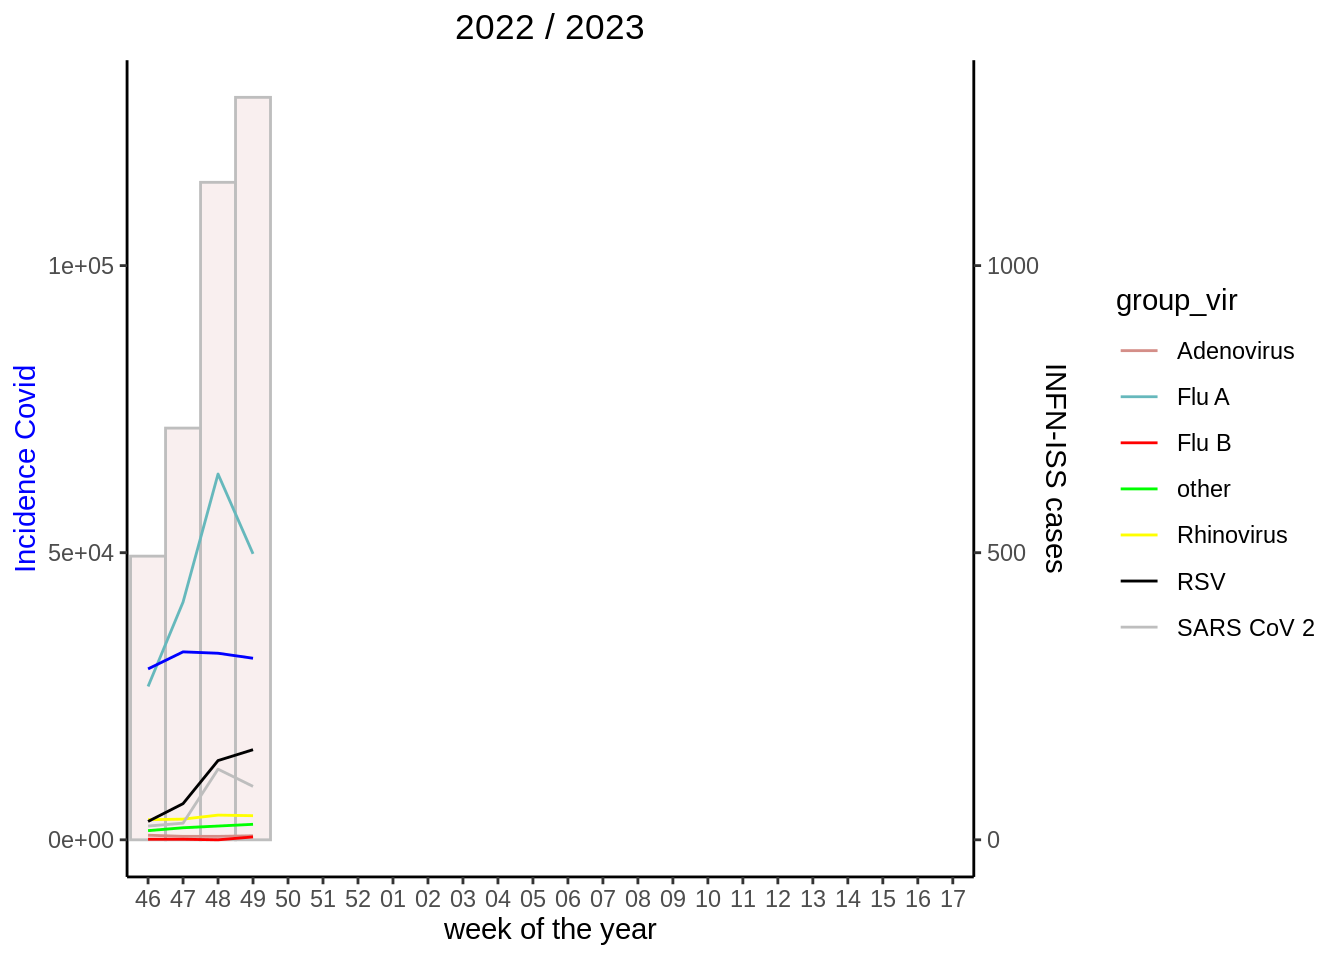 2022 / 2023
Incidence Covid
1e+05
5e+04
0e+00
1000
500
0
INFN-ISS cases
46 47 48 49 50 51 52 01 02 03 04 05 06 07 08 09 10 11 12 13 14 15 16 17
week of the year
group_vir
Adenovirus
Flu A
Flu B
other
Rhinovirus
RSV
SARS CoV 2